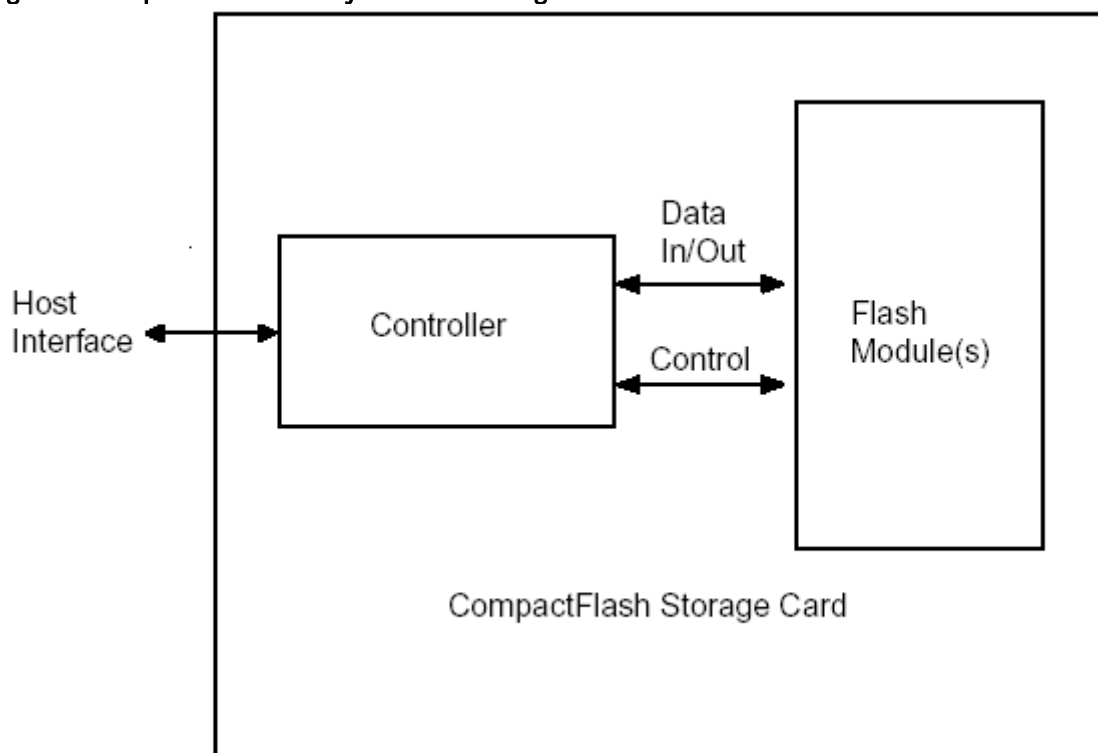 Data
In/Out
Host
Interface
Controller
Control
Flash
Module(s)
CompactFlash Storage Card